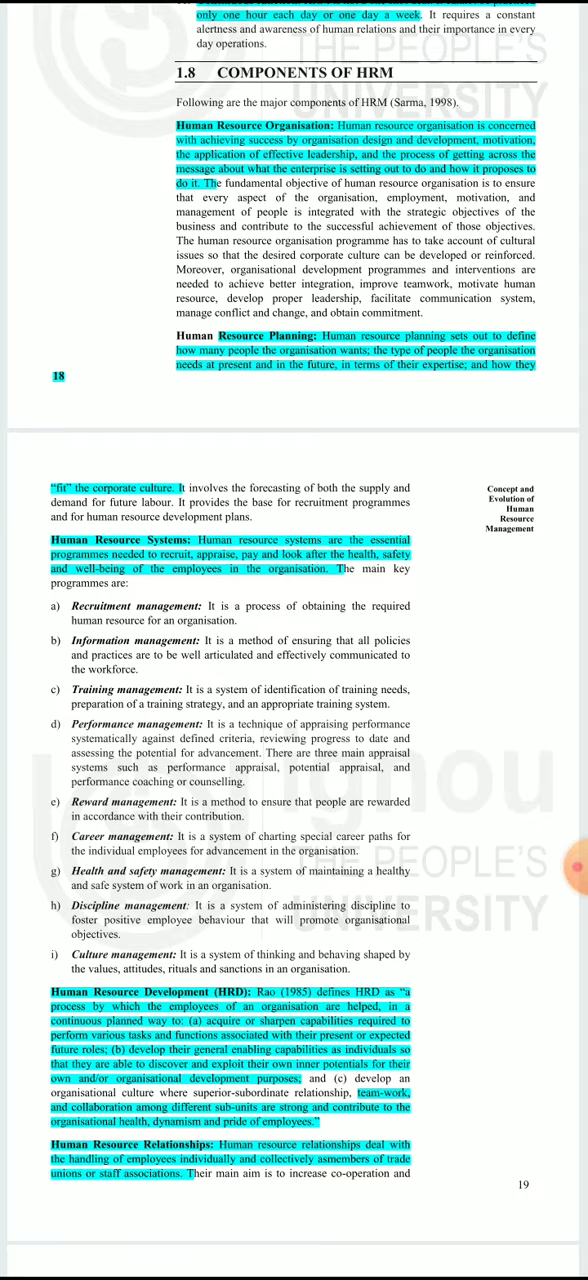 only one hour each day or one day a week. It requires a constant
alertness and awareness of human relations and their importance in every
day operations.
THE PEOPLE'S
UNIVERSITY
1.8 COMPONENTS OF HRM
Following are the major components of HRM (Sarma, 1998).
Human Resource Organisation: Human resource organisation is concerned
with achieving success by organisation design and development, motivation,
the application of effective leadership, and the process of getting across the
message about what the enterprise is setting out to do and how it proposes to
do it. The fundamental objective of human resource organisation is to ensure
that every aspect of the organisation, employment, motivation, and
management of people is integrated with the strategic objectives of the
business and contribute to the successful achievement of those objectives.
The human resource organisation programme has to take account of cultural
issues so that the desired corporate culture can be developed or reinforced.
Moreover, organisational development programmes and interventions are
needed to achieve better integration, improve teamwork, motivate human
resource, develop proper leadership, facilitate communication system,
manage conflict and change, and obtain commitment.
Human Resource Planning: Human resource planning sets out to define
how many people the organisation wants; the type of people the organisation
needs at present and in the future, in terms of their expertise; and how they
18
"fit" the corporate culture. It involves the forecasting of both the supply and
demand for future labour. It provides the base for recruitment programmes
and for human resource development plans.
Concept and
Evolution of
Human
Resource
Management
Human Resource Systems: Human resource systems are the essential
programmes needed to recruit, appraise, pay and look after the health, safety
and well-being of the employees in the organisation. The main key
programmes are:
a) Recruitment management: It is a process of obtaining the required
human resource for an organisation.
b) Information management: It is a method of ensuring that all policies
and practices are to be well articulated and effectively communicated to
the workforce.
c) Training management: It is a system of identification of training needs,
preparation of a training strategy, and an appropriate training system.
d) Performance management: It is a technique of appraising performance
systematically against defined criteria, reviewing progress to date and
assessing the potential for advancement. There are three main appraisal
systems such as performance appraisal, potential appraisal, and
performance coaching or counselling.
e) Reward management: It is a method to ensure that people are rewarded
in accordance with their contribution.
f) Career management: It is a system of charting special career paths for
the individual employees for advancement in the organisation.
g) Health and safety management: It is a system of maintaining a healthy
and safe system of work in an organisation.
h) Discipline management: It is a system of administering discipline to
foster positive employee behaviour that will promote organisational
objectives.
i) Culture management: It is a system of thinking and behaving shaped by
the values, attitudes, rituals and sanctions in an organisation.
ignou
THE PEOPLE'S
UNIVERSITY
Human Resource Development (HRD): Rao (1985) defines HRD as "a
process by which the employees of an organisation are helped, in a
continuous planned way to: (a) acquire or sharpen capabilities required to
perform various tasks and functions associated with their present or expected
future roles; (b) develop their general enabling capabilities as individuals so
that they are able to discover and exploit their own inner potentials for their
own and/or organisational development purposes; and (c) develop an
organisational culture where superior-subordinate relationship, team-work,
and collaboration among different sub-units are strong and contribute to the
organisational health, dynamism and pride of employees."
Human Resource Relationships: Human resource relationships deal with
the handling of employees individually and collectively asmembers of trade
unions or staff associations. Their main aim is to increase co-operation and
19